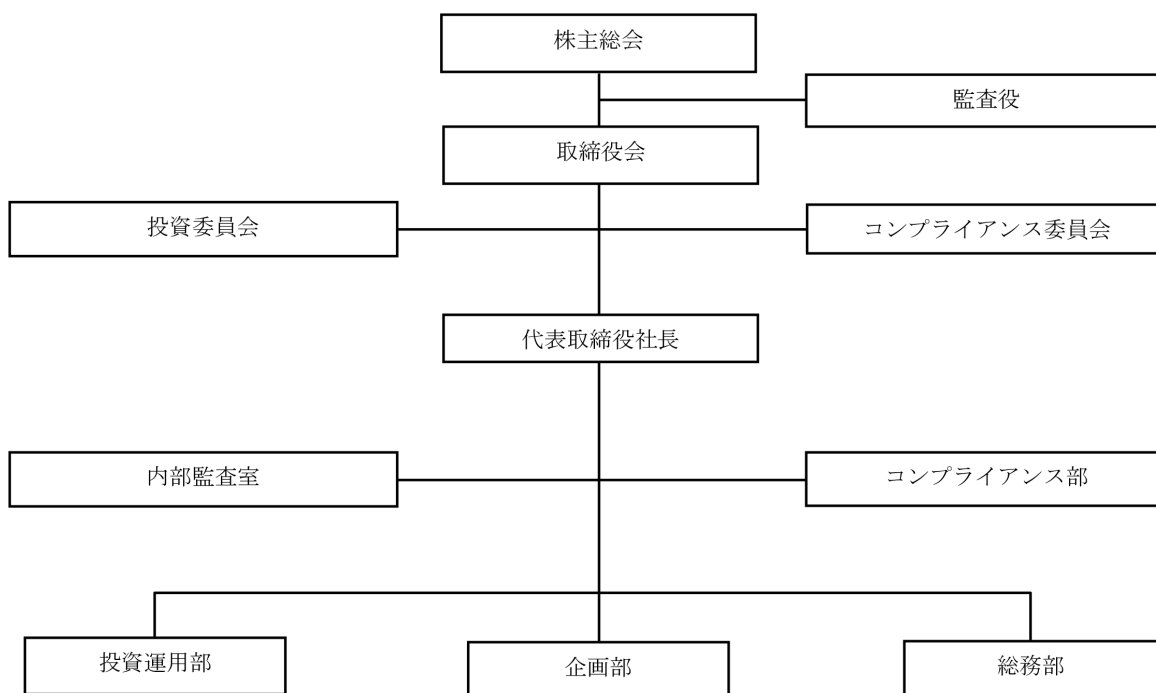 株主総会
監査役
取締役会
投資委員会
コンプライアンス委員会
代表取締役社長
内部監査室
コンプライアンス部
投資運用部
企画部
総務部